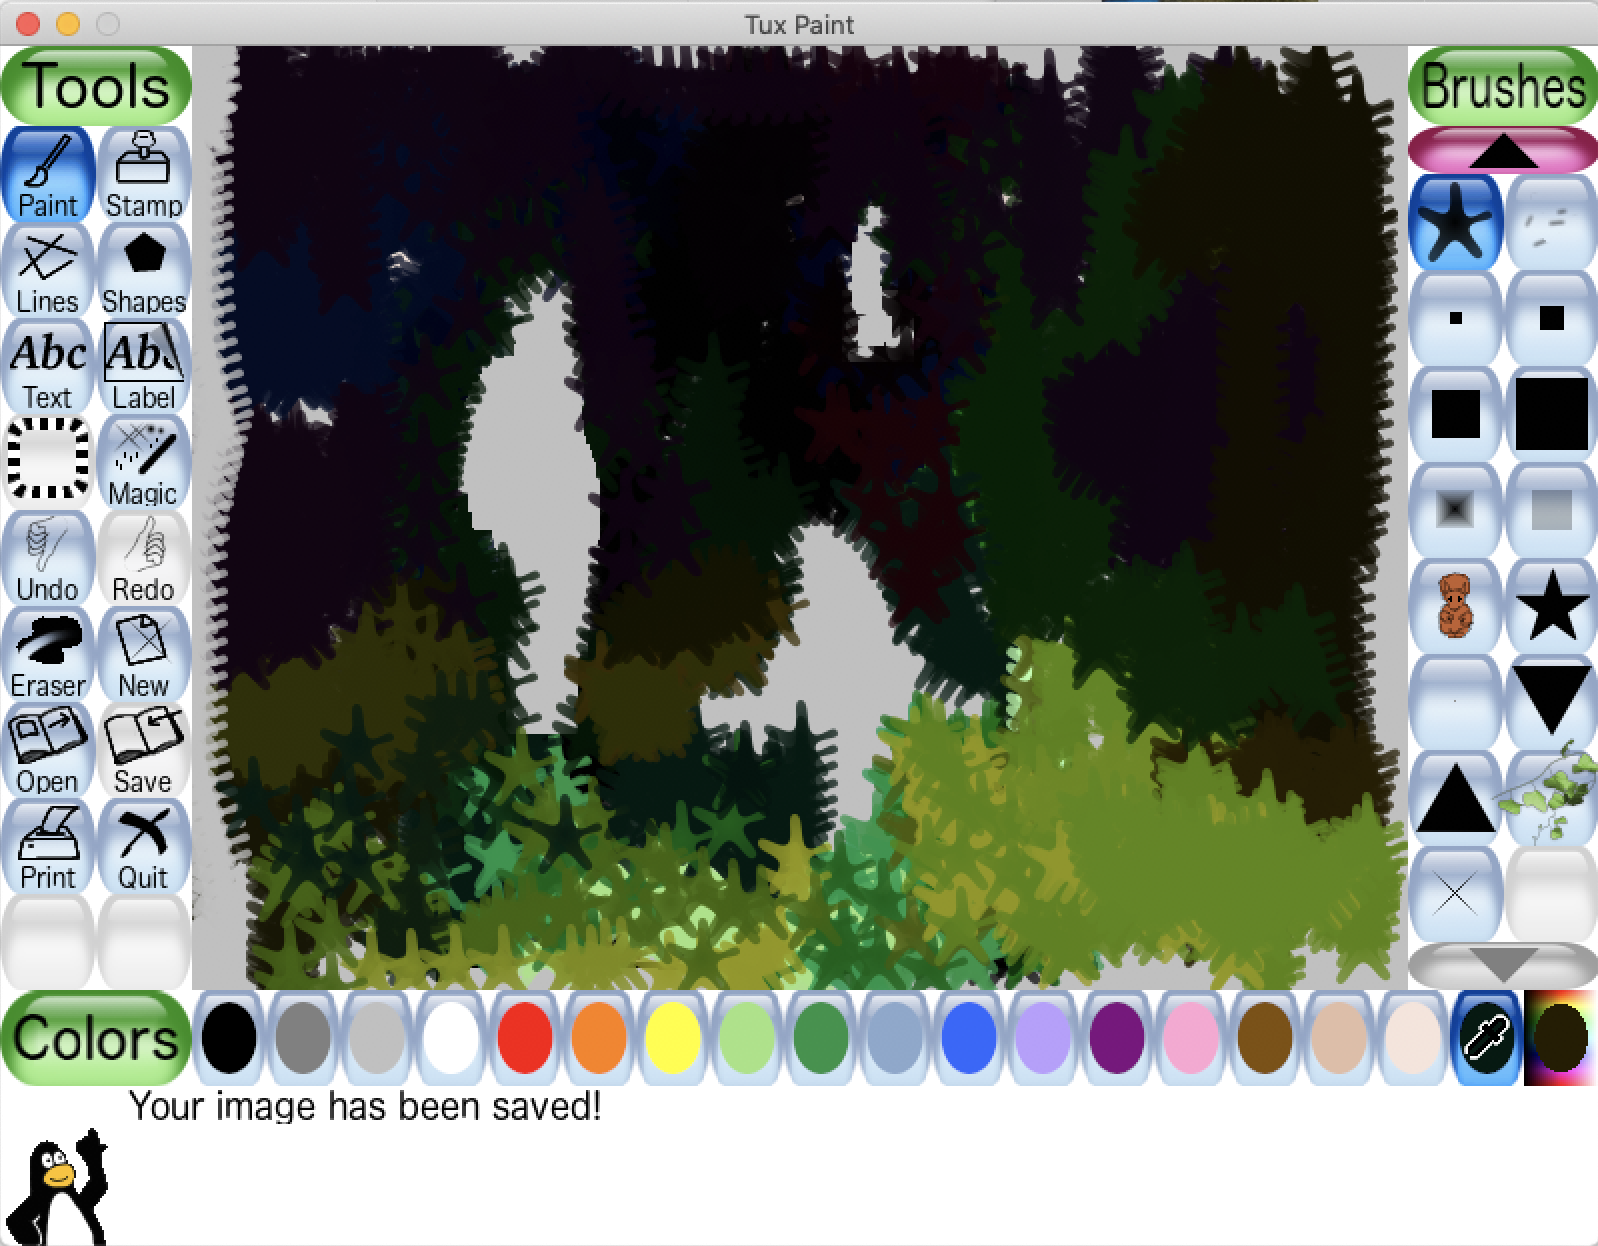 Tux Paint
Tools
Brushes
Paint
Stamp
Lines
Shapes
Abc
Abc
Text
Label
Magic
Undo
Redo
Eraser
New
Open
Save
Print
Quit
Colors
Your image has been saved!